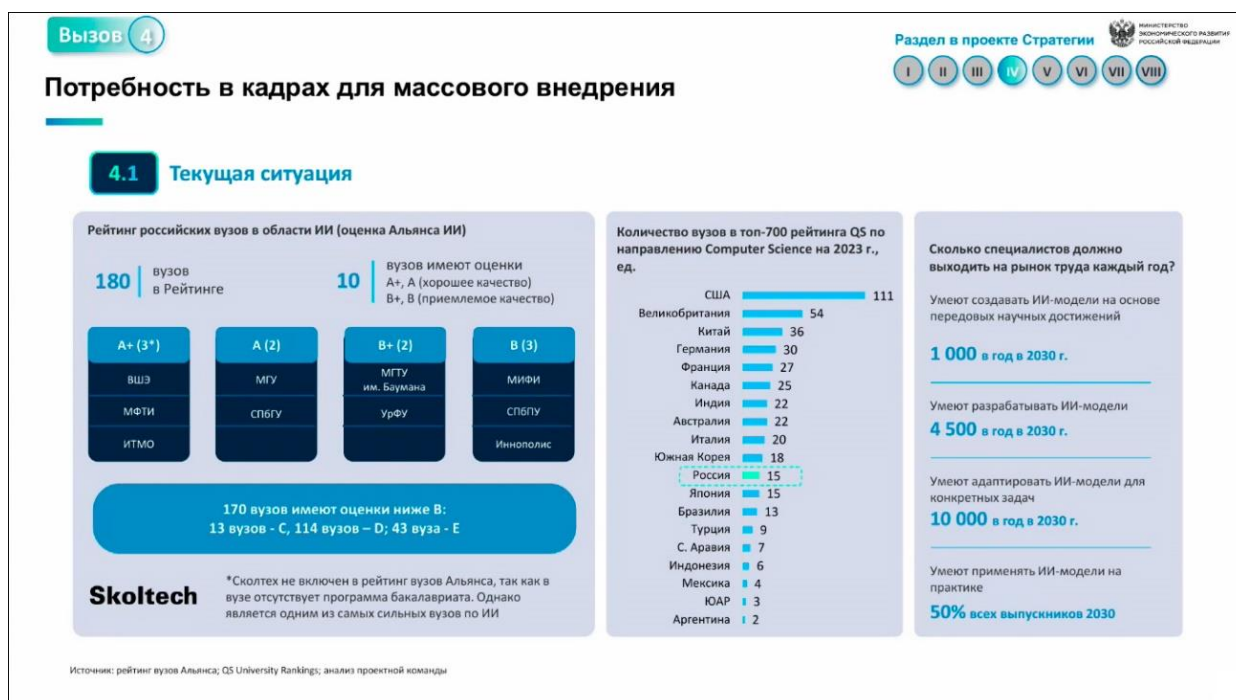 Вызов 4
Раздел в проекте Стратегии
МИНИСТЕРСТВО
ЭКОНОМИЧЕСКОГО РАЗВИТИЯ
РОССИЙСКОЙ ФЕДЕРАЦИИ
I II III IV V VI VII VIII
Потребность в кадрах для массового внедрения
4.1 Текущая ситуация
Рейтинг российских вузов в области ИИ (оценка Альянса ИИ)
180 вузов
в Рейтинге
10 вузов имеют оценки
A+, A (хорошее качество)
B+, B (приемлемое качество)
A+ (3*)
ВШЭ
МФТИ
ИТМО
A (2)
МГУ
СПбГУ
B+ (2)
МГТУ
им. Баумана
УрФУ
B (3)
МИФИ
СПбПУ
Иннополис
170 вузов имеют оценки ниже B:
13 вузов - C, 114 вузов – D; 43 вуза - E
Skoltech
*Сколтех не включен в рейтинг вузов Альянса, так как в
вузе отсутствует программа бакалавриата. Однако
является одним из самых сильных вузов по ИИ
Количество вузов в топ-700 рейтинга QS по
направлению Computer Science на 2023 г.,
ед.
США 111
Великобритания 54
Китай 36
Германия 30
Франция 27
Канада 25
Индия 22
Австралия 22
Италия 20
Южная Корея 18
Россия 15
Япония 15
Бразилия 13
Турция 9
С. Аравия 7
Индонезия 6
Мексика 4
ЮАР 3
Аргентина 2
Сколько специалистов должно
выходить на рынок труда каждый год?
Умеют создавать ИИ-модели на основе
передовых научных достижений
1 000 в год в 2030 г.
Умеют разрабатывать ИИ-модели
4 500 в год в 2030 г.
Умеют адаптировать ИИ-модели для
конкретных задач
10 000 в год в 2030 г.
Умеют применять ИИ-модели на
практике
50% всех выпускников 2030
Источник: рейтинг вузов Альянса; QS University Rankings; анализ проектной команды